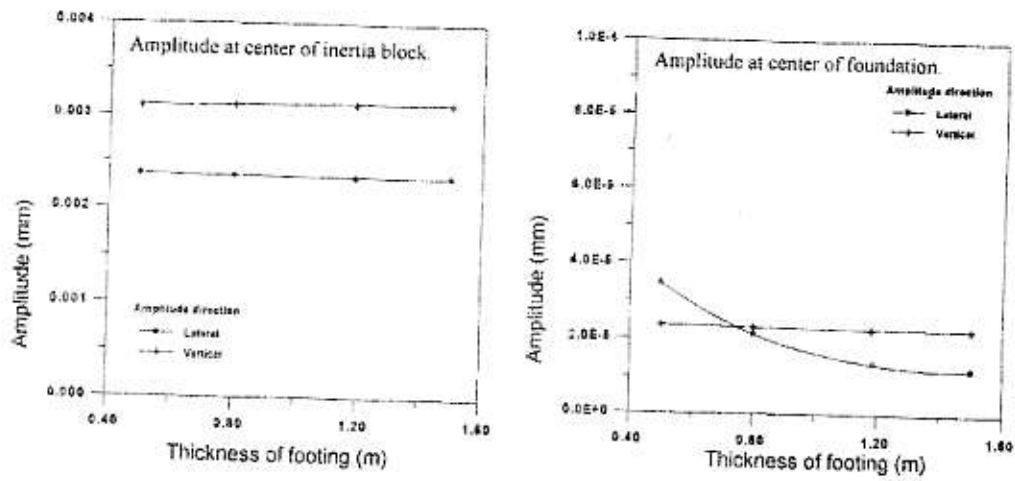 0.004
Amplitude at center of inertia block.
0.003
0.002
0.001
0.000
Amplitude (mm)
Amplitude direction
Lateral
Vertical
0.40
0.80
1.20
1.60
Thickness of footing (m)
1.0E-4
Amplitude at center of foundation.
Amplitude direction
Lateral
Vertical
8.0E-5
6.0E-5
4.0E-5
2.0E-5
0.0E+0
Amplitude (mm)
0.40
0.80
1.20
1.60
Thickness of footing (m)